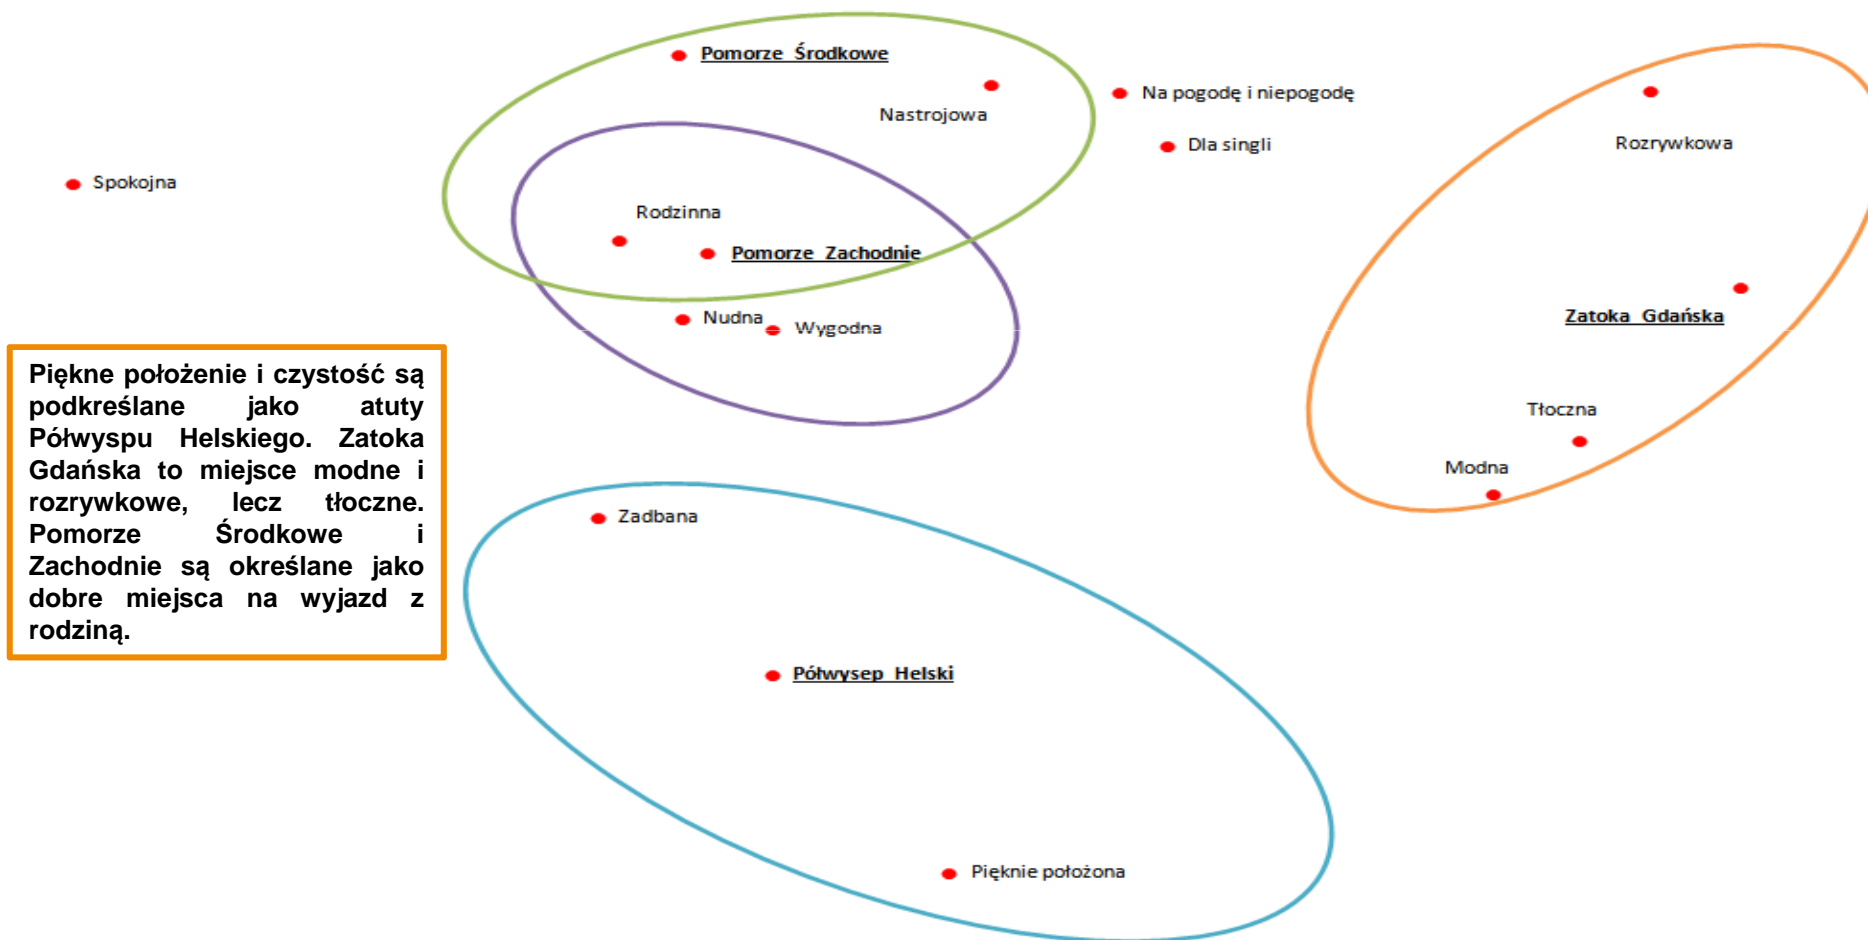 Pomorze Środkowe
Nastrojowa
Na pogodę i niepogodę
Dla singli
Rozrywkowa
Spokojna
Rodzinna
Pomorze Zachodnie
Nudna
Wygodna
Zatoka Gdańska
Tłoczna
Modna
Piękne położenie i czystość są
podkreślane jako atuty
Półwyspu Helskiego. Zatoka
Gdańska to miejsce modne i
rozrywkowe, lecz tłoczne.
Pomorze Środkowe i
Zachodnie są określane jako
dobre miejsca na wyjazd z
rodziną.
Zadbana
Półwysep Helski
Pięknie położona